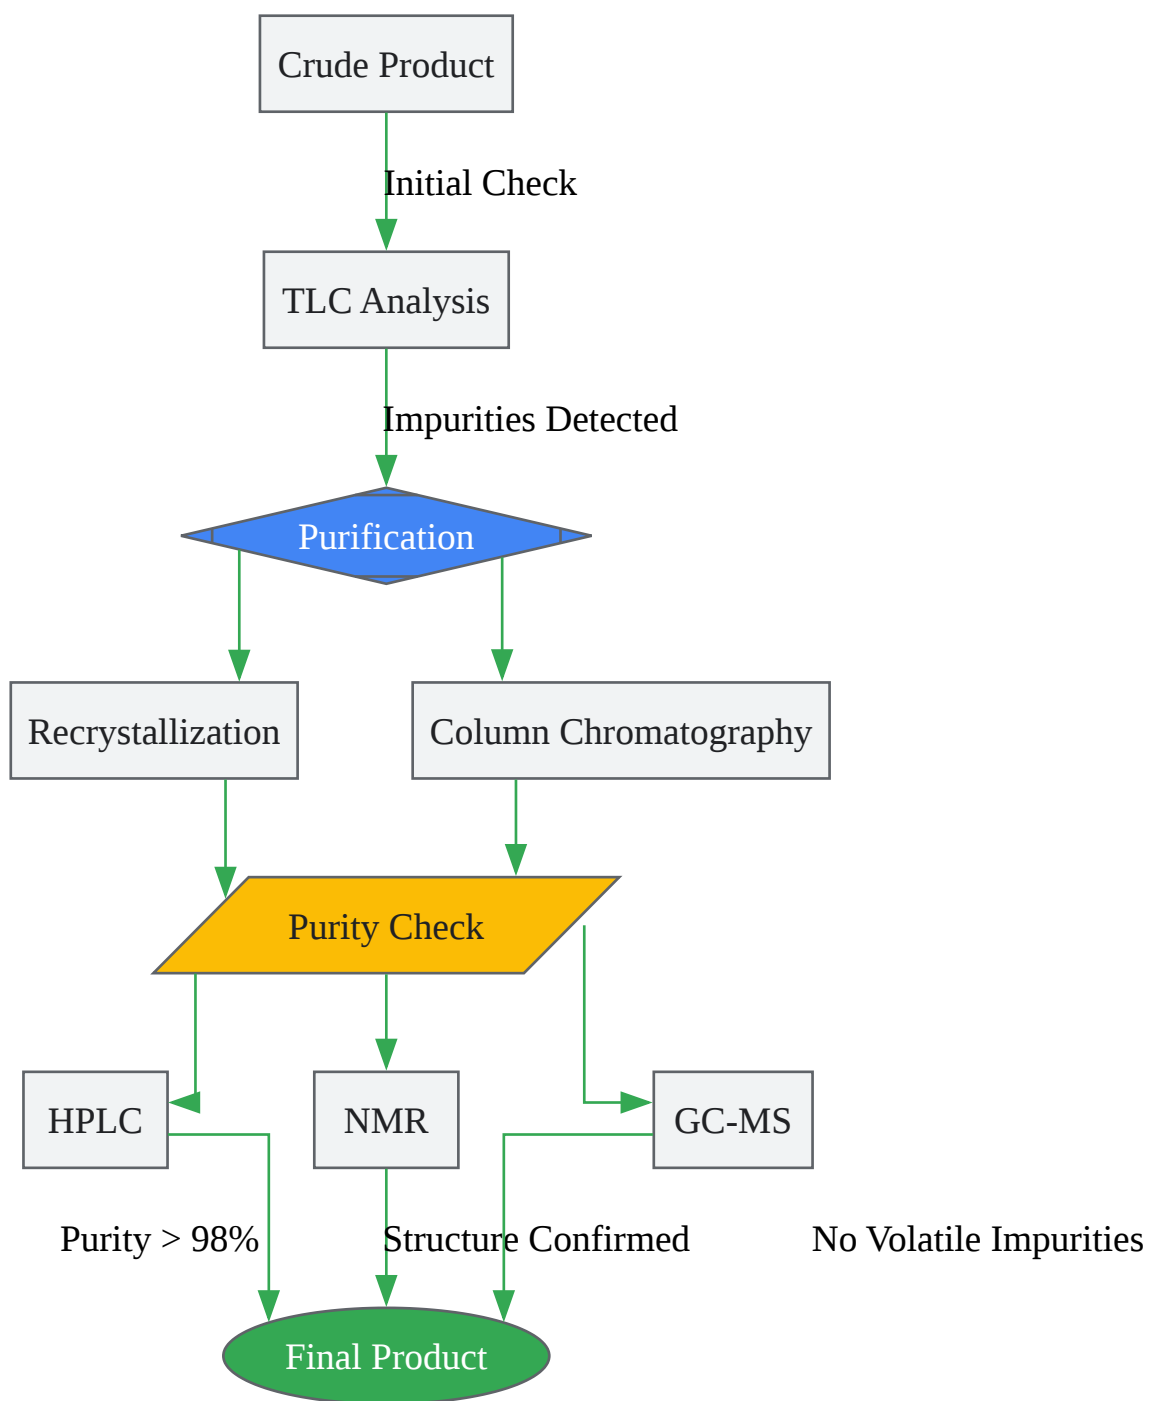 Crude Product
Initial Check
TLC Analysis
Impurities Detected
Purification
Recrystallization
Column Chromatography
Purity Check
HPLC
NMR
GC-MS
Purity > 98%
Structure Confirmed
No Volatile Impurities
Final Product